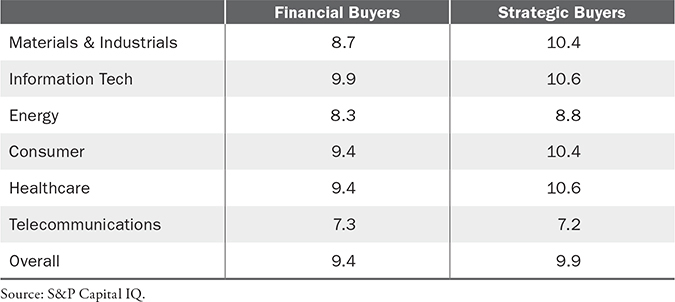 Financial Buyers Strategic Buyers
Materials & Industrials 8.7 10.4
Information Tech 9.9 10.6
Energy 8.3 8.8
Consumer 9.4 10.4
Healthcare 9.4 10.6
Telecommunications 7.3 7.2
Overall 9.4 9.9
Source: S&P Capital IQ.